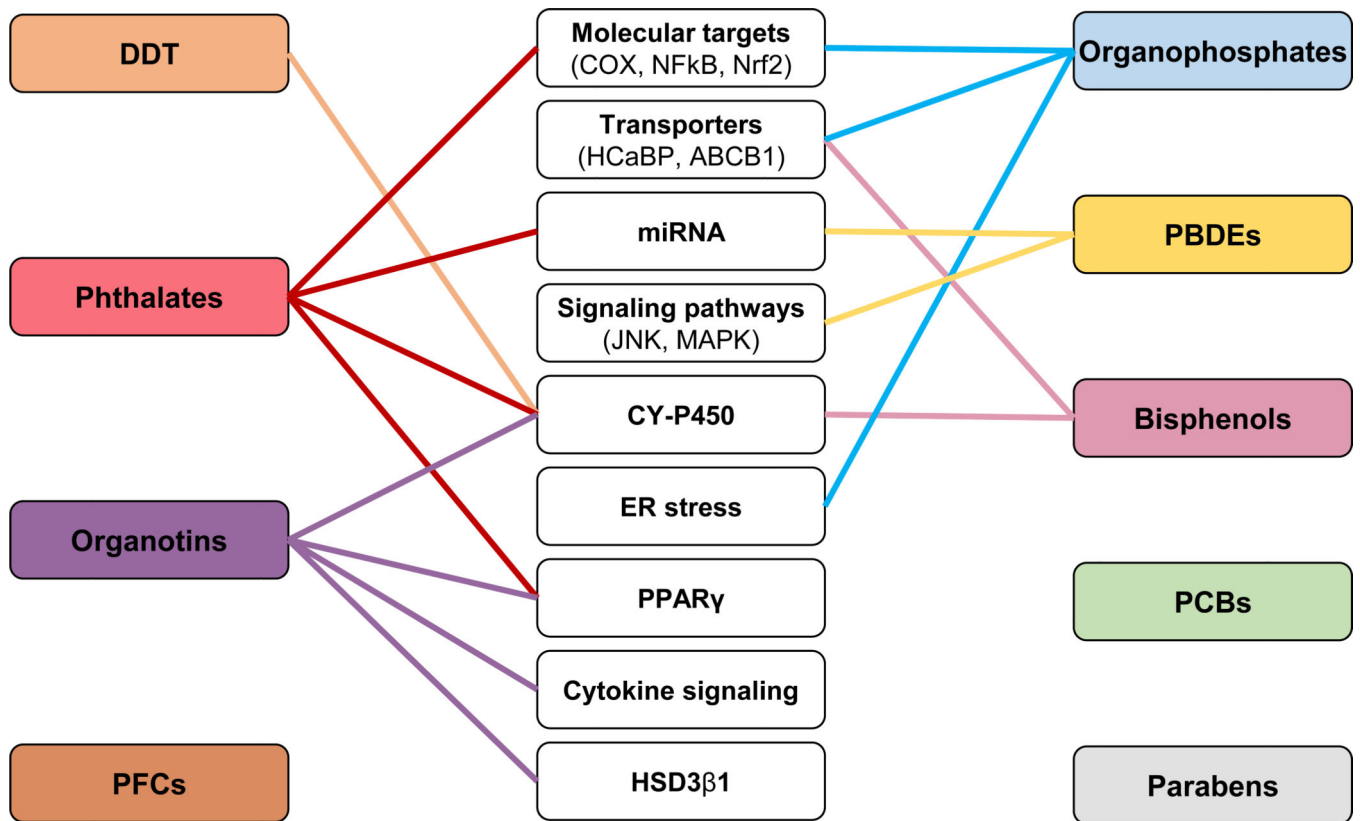 DDT
Phthalates
Organotins
PFCs
Molecular targets
(COX, NFkB, Nrf2)
Transporters
(HCaBP, ABCB1)
miRNA
Signaling pathways
(JNK, MAPK)
CY-P450
ER stress
PPARγ
Cytokine signaling
HSD3β1
Organophosphates
PBDEs
Bisphenols
PCBs
Parabens